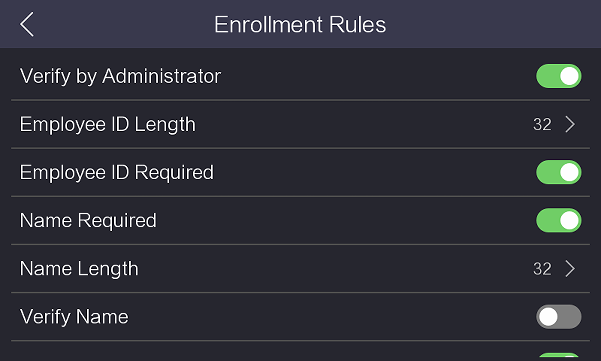 Enrollment Rules
Verify by Administrator
Employee ID Length 32
Employee ID Required
Name Required
Name Length 32
Verify Name